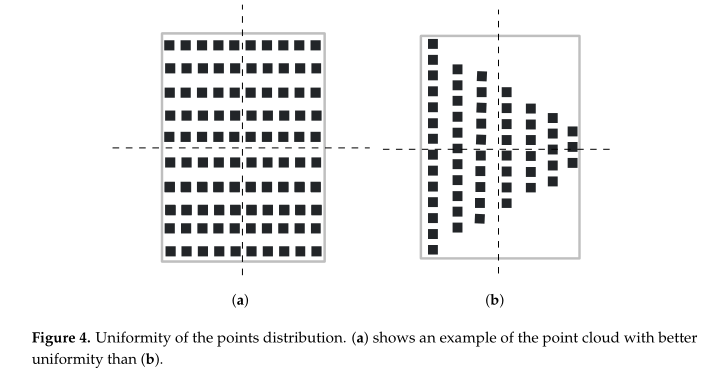 (a)
(b)
Figure 4. Uniformity of the points distribution. (a) shows an example of the point cloud with better
uniformity than (b).